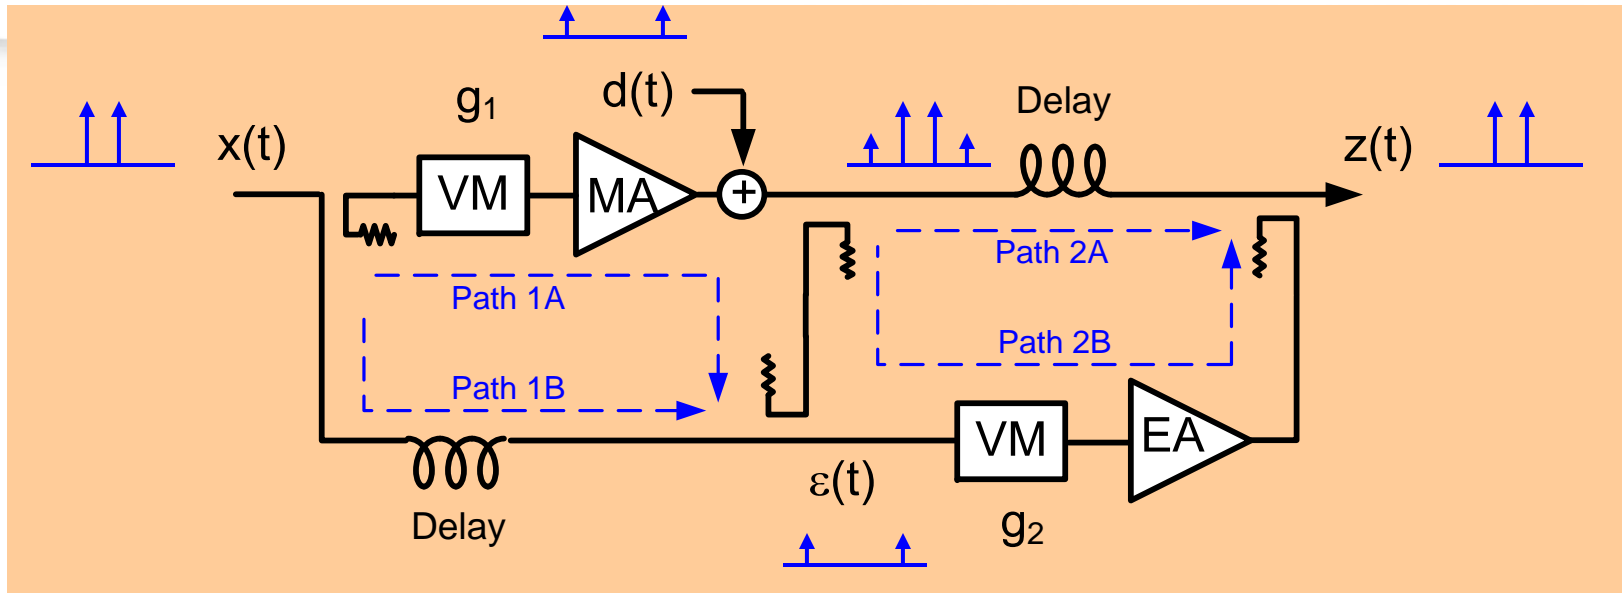 d(t)
Delay
g1
x(t)
z(t)
VM
MA
+
Path 2A
Path 1A
Path 2B
Path 1B
VM
EA
ε(t)
Delay
g2